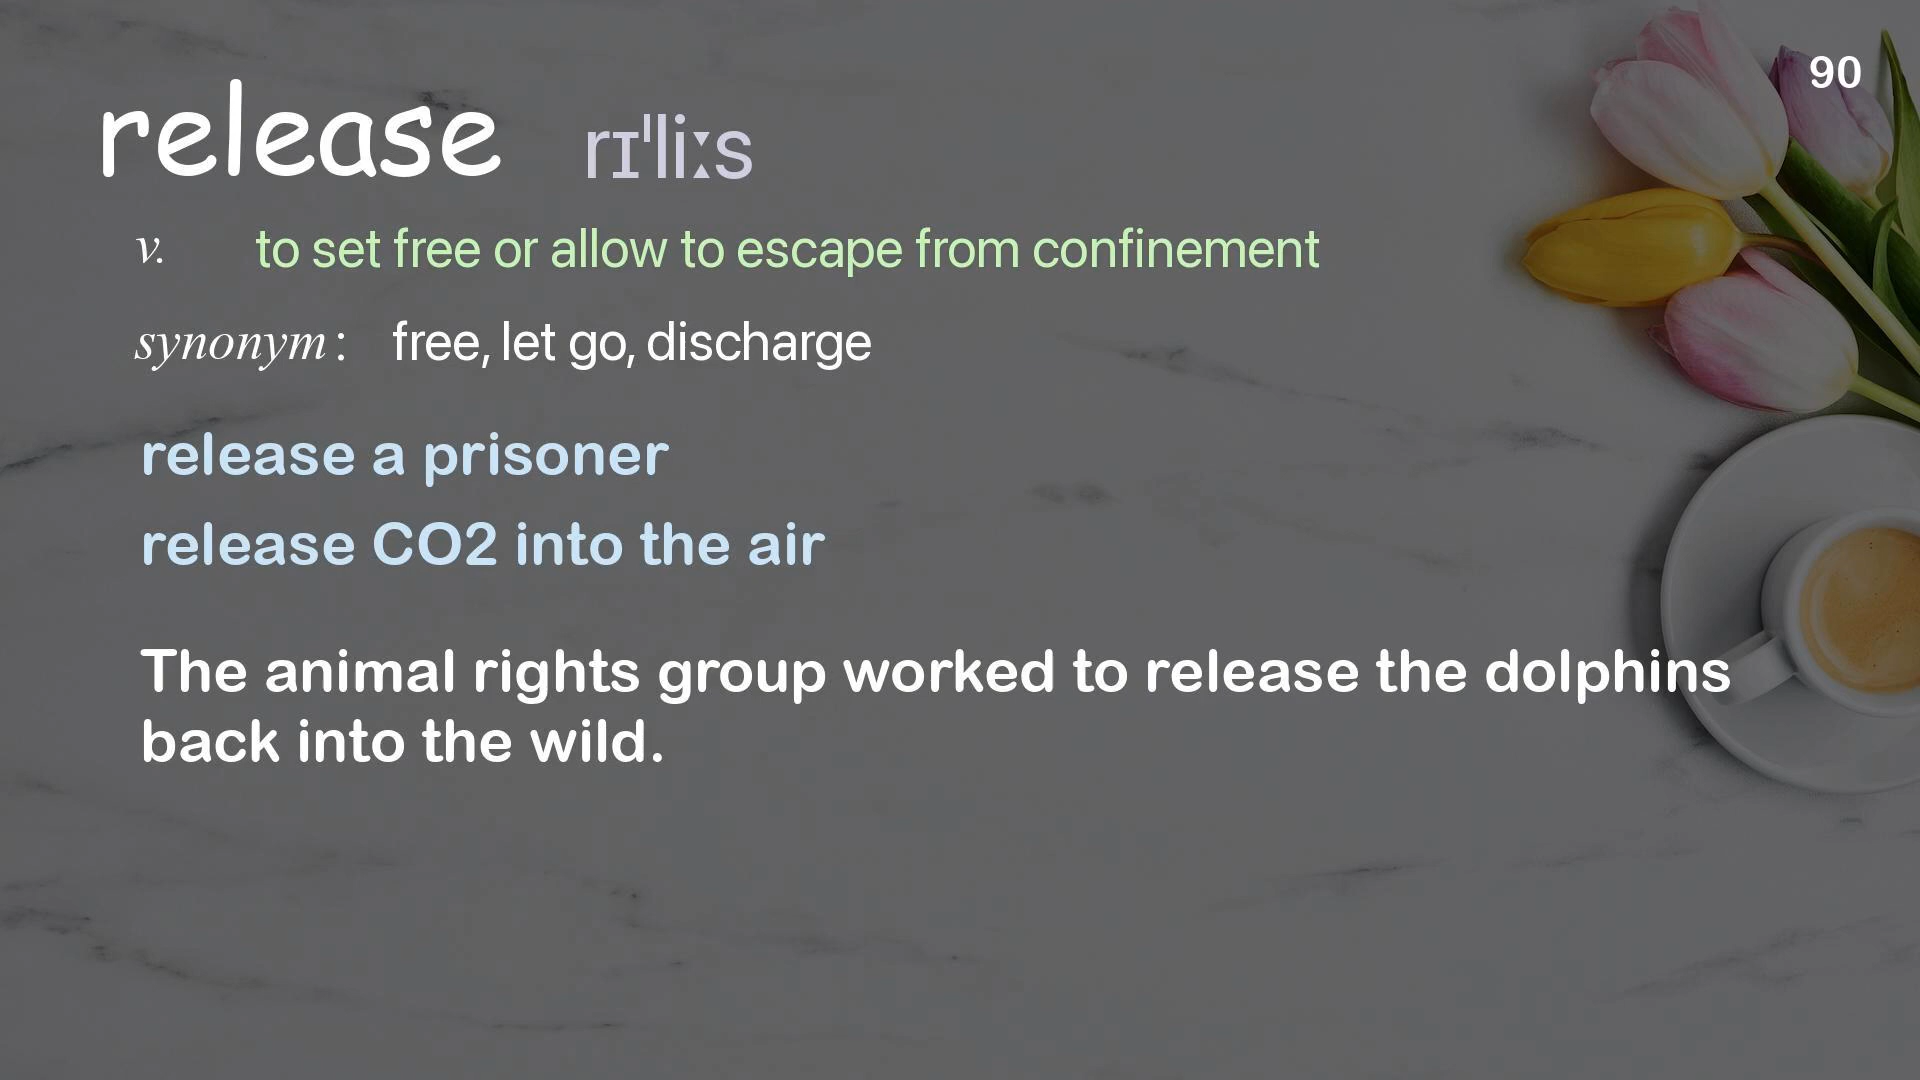 90
release rɪˈliːs
v. to set free or allow to escape from confinement
synonym : free, let go, discharge
release a prisoner
release CO2 into the air
The animal rights group worked to release the dolphins
back into the wild.